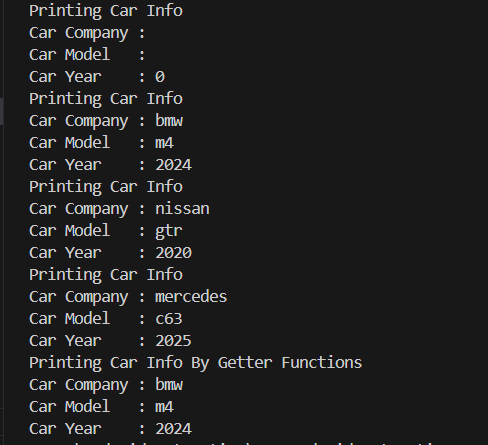 Printing Car Info
Car Company :
Car Model   :
Car Year    : 0
Printing Car Info
Car Company : bmw
Car Model   : m4
Car Year    : 2024
Printing Car Info
Car Company : nissan
Car Model   : gtr
Car Year    : 2020
Printing Car Info
Car Company : mercedes
Car Model   : c63
Car Year    : 2025
Printing Car Info By Getter Functions
Car Company : bmw
Car Model   : m4
Car Year    : 2024